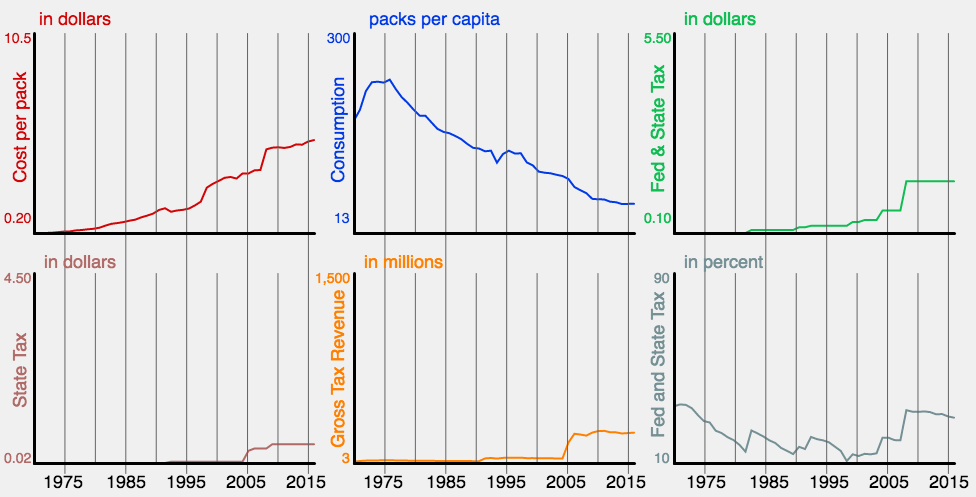 in dollars
10.5
Cost per pack
0.20
packs per capita
300
Consumption
13
in dollars
5.50
Fed & State Tax
0.10
in dollars
4.50
State Tax
0.02
1975 1985 1995 2005 2015
in millions
1,500
Gross Tax Revenue
3
1975 1985 1995 2005 2015
in percent
90
Fed and State Tax
10
1975 1985 1995 2005 2015